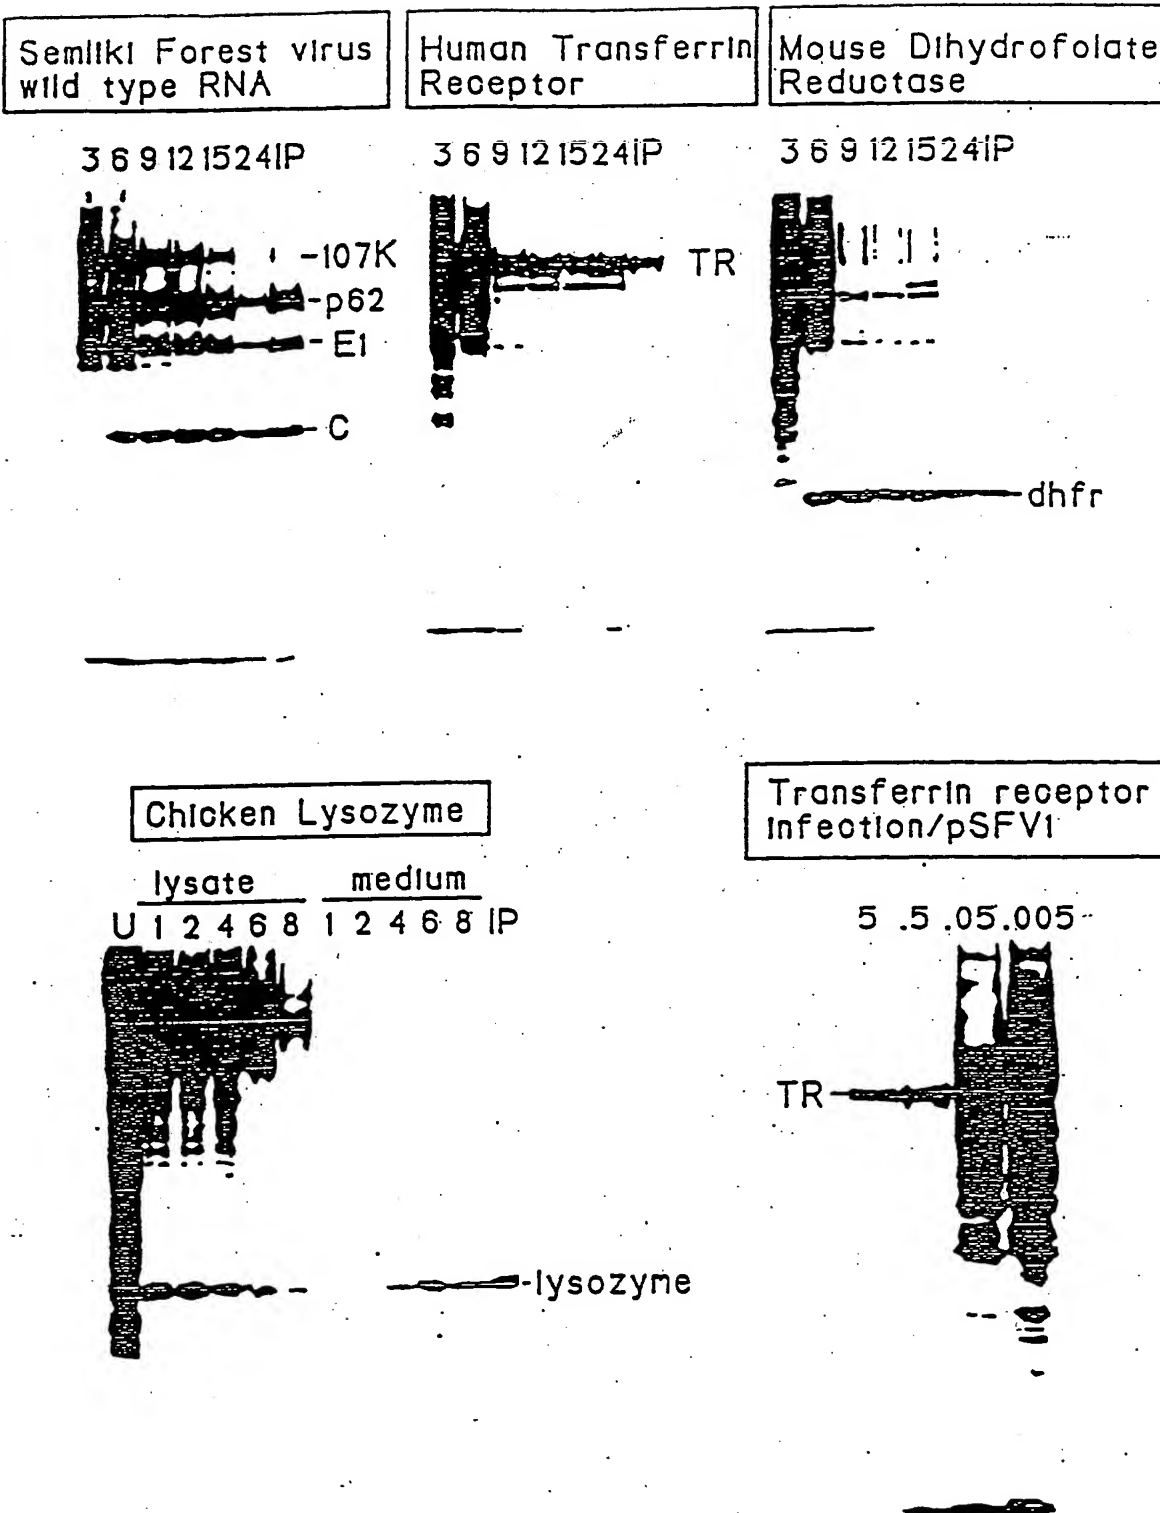 Semliki Forest virus
wild type RNA
Human Transferrin
Receptor
Mouse Dihydrofolate
Reductase
3 6 9 12 15 24 IP
3 6 9 12 15 24 IP
3 6 9 12 15 24 IP
-107K
-p62
-E1
C
TR
-dhfr
Chicken Lysozyme
lysate medium
U 1 2 4 6 8 1 2 4 6 8 IP
-lysozyne
Transferrin receptor
Infection/pSFV1
5 .5 .05 .005
TR-